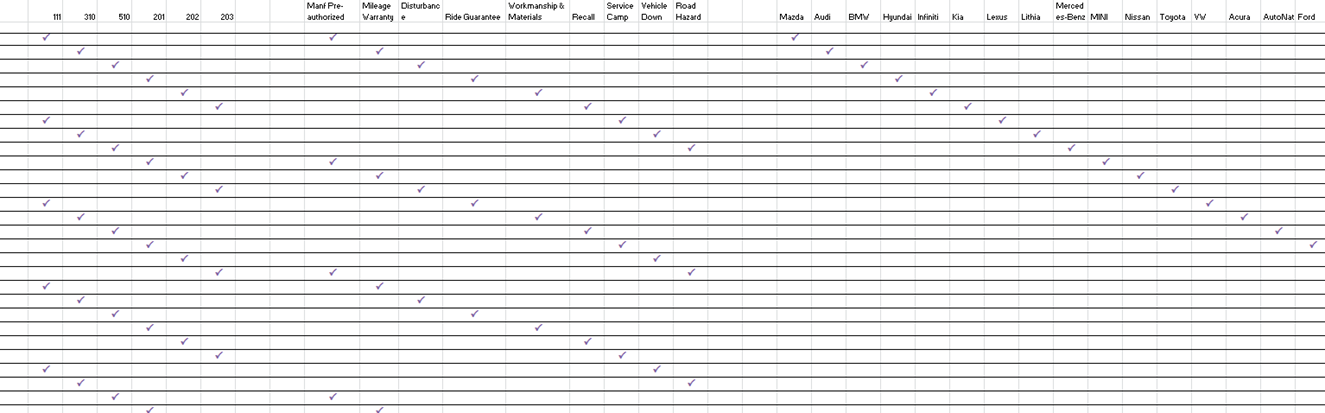 111 310 510 201 202 203 Manf Pre-authorized Mileage Warranty Disturbance Ride Guarantee Workmanship & Materials Recall Service Camp Vehicle Down Road Hazard Mazda Audi BMW Hyundai Infiniti Kia Lexus Lithia Mercedes-Benz MINI Nissan Toyota VW Acura AutoNat Ford